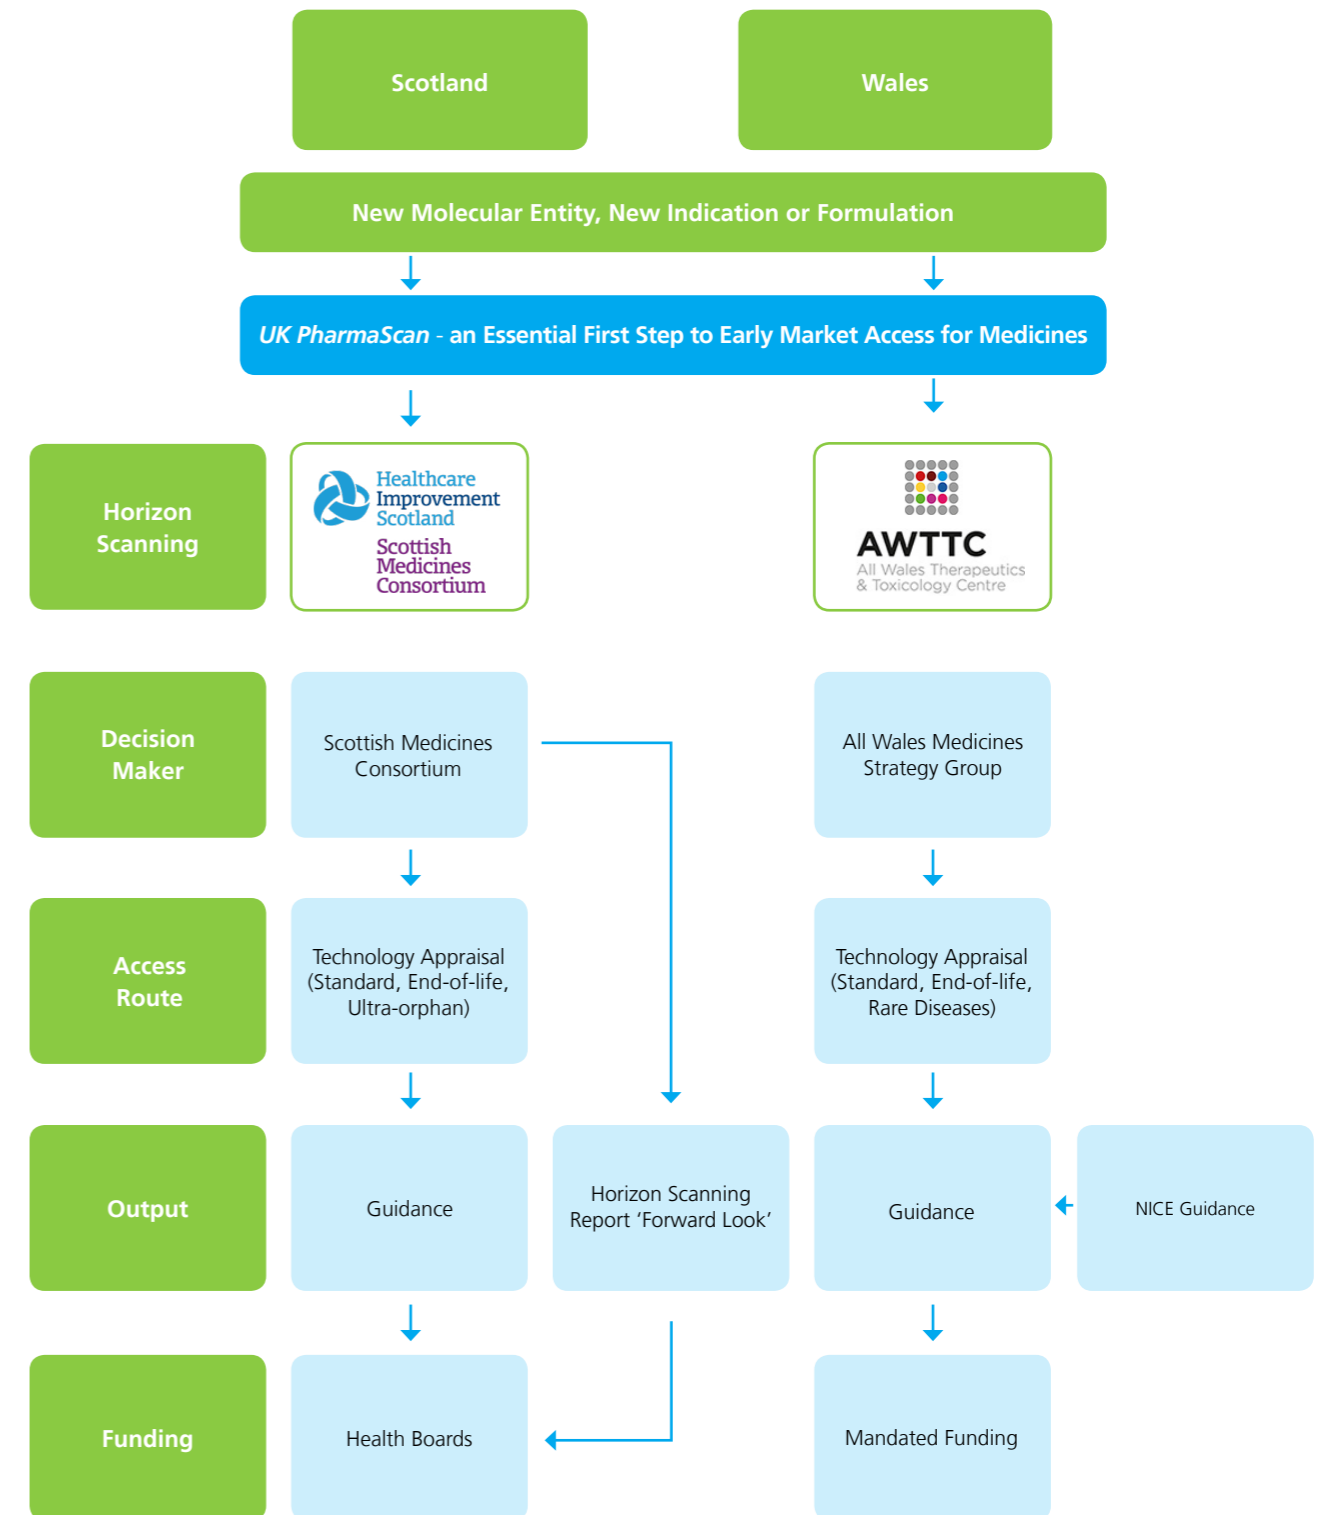 Scotland
Wales
New Molecular Entity, New Indication or Formulation
UK PharmaScan - an Essential First Step to Early Market Access for Medicines
Horizon
Scanning
Healthcare
Improvement
Scotland
Scottish
Medicines
Consortium
AWTTC
All Wales Therapeutics
& Toxicology Centre
Decision
Maker
Scottish Medicines
Consortium
All Wales Medicines
Strategy Group
Access
Route
Technology Appraisal
(Standard, End-of-life,
Ultra-orphan)
Technology Appraisal
(Standard, End-of-life,
Rare Diseases)
Output
Guidance
Horizon Scanning
Report ‘Forward Look’
Guidance
NICE Guidance
Funding
Health Boards
Mandated Funding